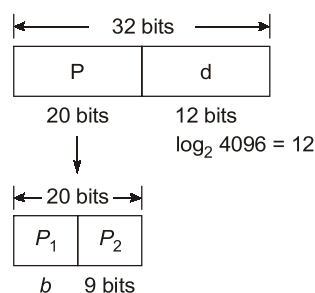 32 bits
P d
20 bits 12 bits
log₂ 4096 = 12
20 bits
P₁ P₂
b 9 bits